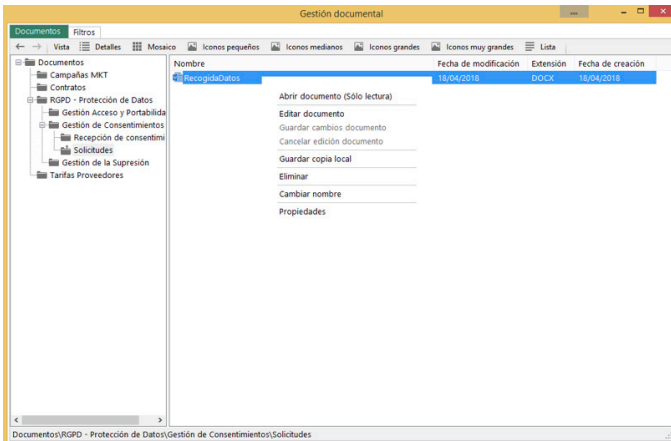 Gestión documental
Documentos Filtros
Vista Detalles Mosaico Iconos pequeños Iconos medianos Iconos grandes Iconos muy grandes Lista
Documentos
Campañas MKT
Contratos
RGPD - Protección de Datos
Gestión Acceso y Portabilida
Gestión de Consentimientos
Recepción de consentimi
Solicitudes
Gestión de la Supresión
Tarifas Proveedores
Nombre Fecha de modificación Extensión Fecha de creación
RecogidaDatos 18/04/2018 DOCX 18/04/2018
Abrir documento (Sólo lectura)
Editar documento
Guardar cambios documento
Cancelar edición documento
Guardar copia local
Eliminar
Cambiar nombre
Propiedades
Documentos\RGPD - Protección de Datos\Gestión de Consentimientos\Solicitudes